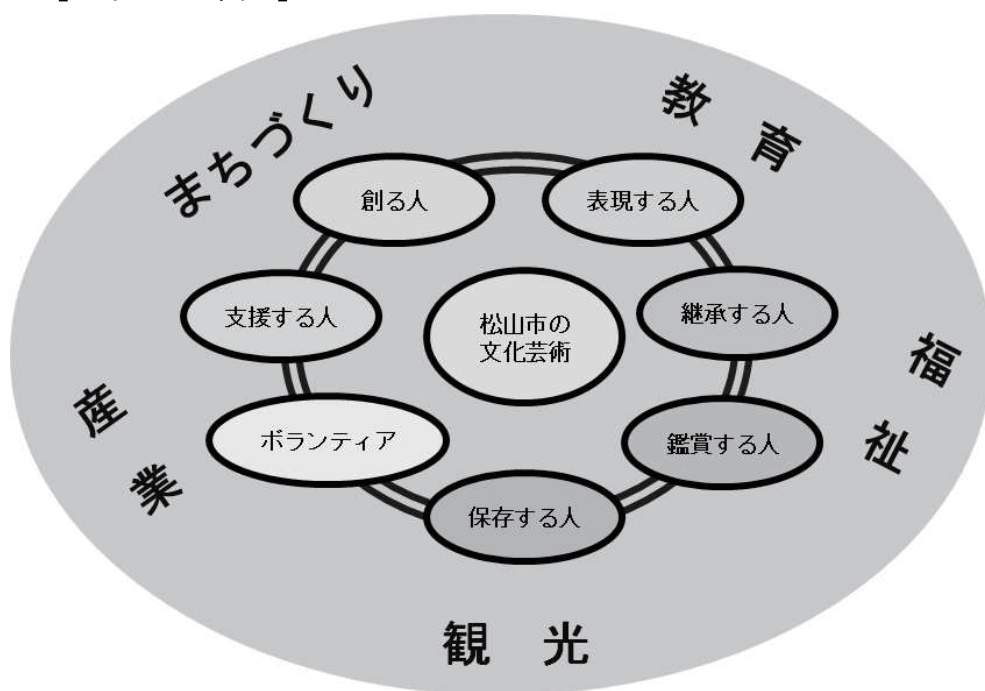 まちづくり
教育
創る人
表現する人
支援する人
松山市の
文化芸術
継承する人
福祉
産業
ボランティア
鑑賞する人
保存する人
観光